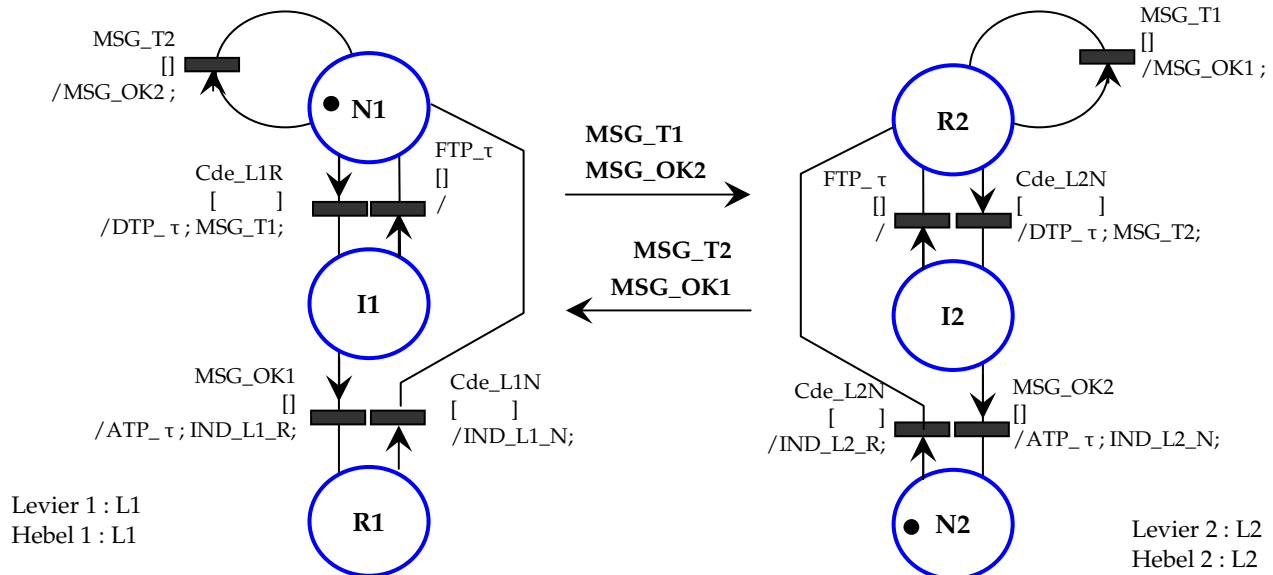 MSG_T2
[]
/MSG_OK2 ;
N1
Cde_L1R
[ ]
/DTP_ τ ; MSG_T1;
FTP_τ
[]
/
I1
MSG_OK1
[]
/ATP_ τ ; IND_L1_R;
Cde_L1N
[ ]
/IND_L1_N;
R1
Levier 1 : L1
Hebel 1 : L1
MSG_T1
MSG_OK2
MSG_T2
MSG_OK1
MSG_T1
[]
/MSG_OK1 ;
R2
FTP_ τ
[]
/
Cde_L2N
[ ]
/DTP_ τ ; MSG_T2;
I2
Cde_L2N
[ ]
/IND_L2_R;
MSG_OK2
[]
/ATP_ τ ; IND_L2_N;
N2
Levier 2 : L2
Hebel 2 : L2